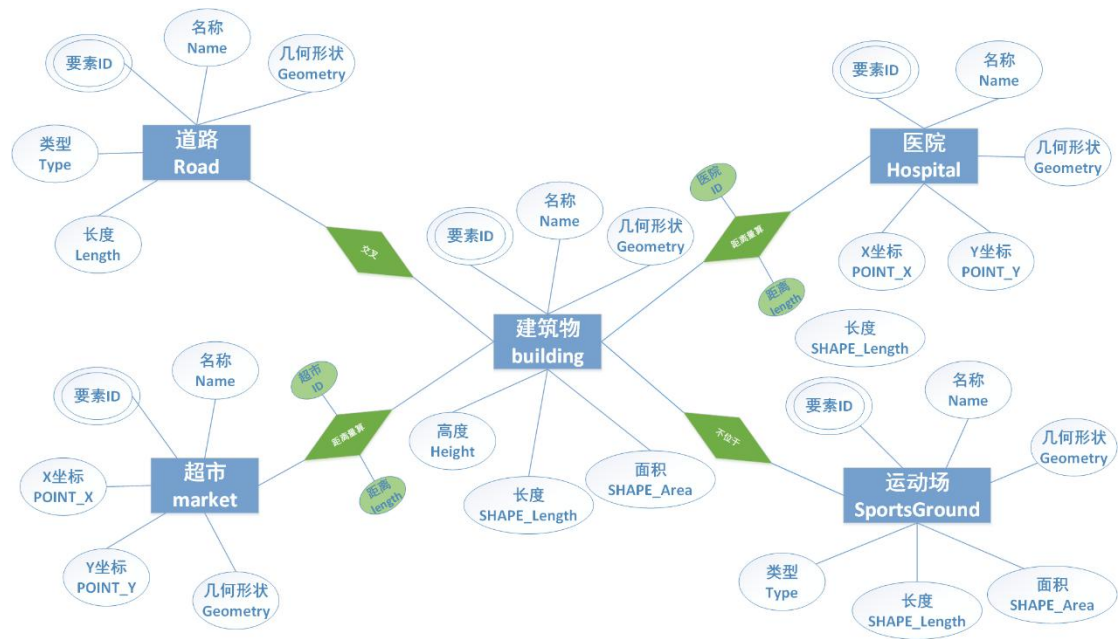 要素ID
名称
Name
几何形状
Geometry
类型
Type
道路
Road
长度
Length
交叉
要素ID
名称
Name
几何形状
Geometry
医院
Hospital
X坐标
POINT_X
Y坐标
POINT_Y
医院
ID
距离量算
距离
length
要素ID
名称
Name
几何形状
Geometry
建筑物
building
高度
Height
长度
SHAPE_Length
面积
SHAPE_Area
超市
ID
距离量算
距离
length
要素ID
名称
Name
X坐标
POINT_X
超市
market
Y坐标
POINT_Y
几何形状
Geometry
不位于
长度
SHAPE_Length
要素ID
名称
Name
几何形状
Geometry
运动场
SportsGround
类型
Type
长度
SHAPE_Length
面积
SHAPE_Area